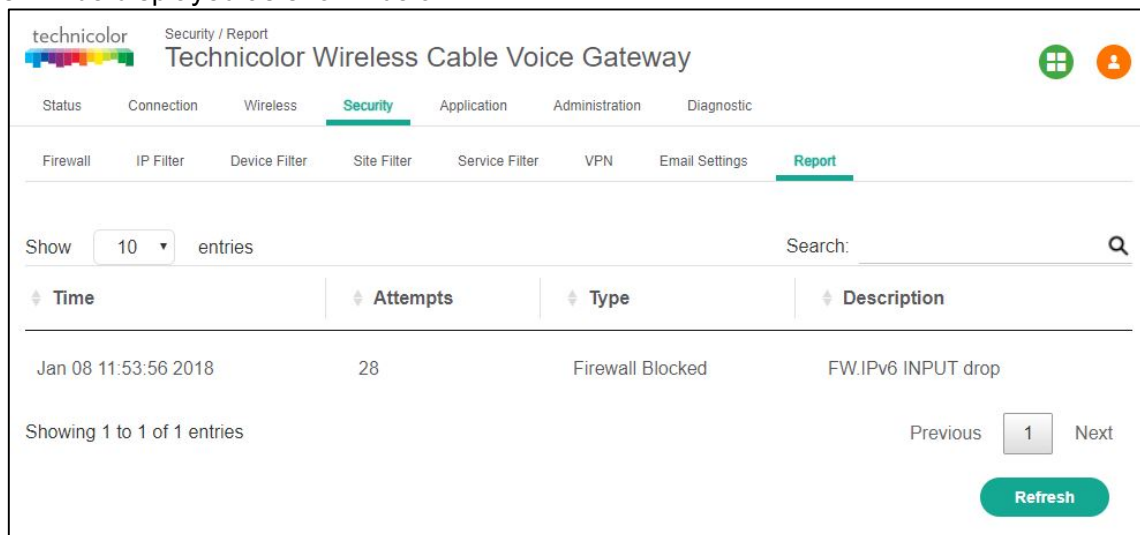 technicolor
Security / Report
Technicolor Wireless Cable Voice Gateway
Status Connection Wireless Security Application Administration Diagnostic
Firewall IP Filter Device Filter Site Filter Service Filter VPN Email Settings Report
Show 10 entries Search:
Time Attempts Type Description
Jan 08 11:53:56 2018 28 Firewall Blocked FW.IPv6 INPUT drop
Showing 1 to 1 of 1 entries Previous 1 Next
Refresh